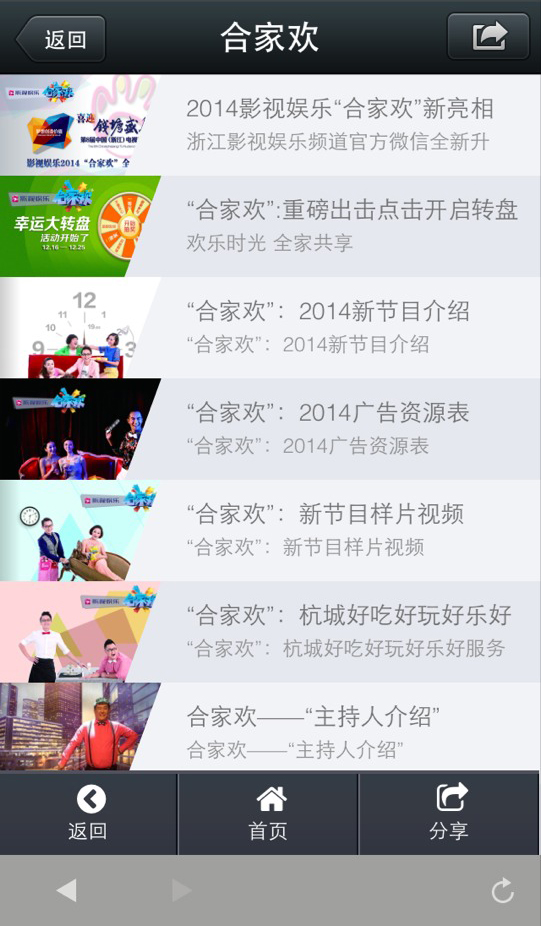 返回
合家欢
影视娱乐 合家欢
喜迎
影视娱乐2014 “合家欢” 全
2014影视娱乐“合家欢”新亮相
浙江影视娱乐频道官方微信全新升
影视娱乐 合家欢
幸运大转盘
活动开始了
12.16 — 12.25
“合家欢”:重磅出击点击开启转盘
欢乐时光 全家共享
12
11
10
9
3
“合家欢”：2014新节目介绍
“合家欢”：2014新节目介绍
影视娱乐 合家欢
“合家欢”：2014广告资源表
“合家欢”：2014广告资源表
影视娱乐 合家欢
“合家欢”：新节目样片视频
“合家欢”：新节目样片视频
影视娱乐 合家欢
“合家欢”：杭城好吃好玩好乐好
“合家欢”：杭城好吃好玩好乐好服务
合家欢——“主持人介绍”
合家欢——“主持人介绍”
返回
首页
分享